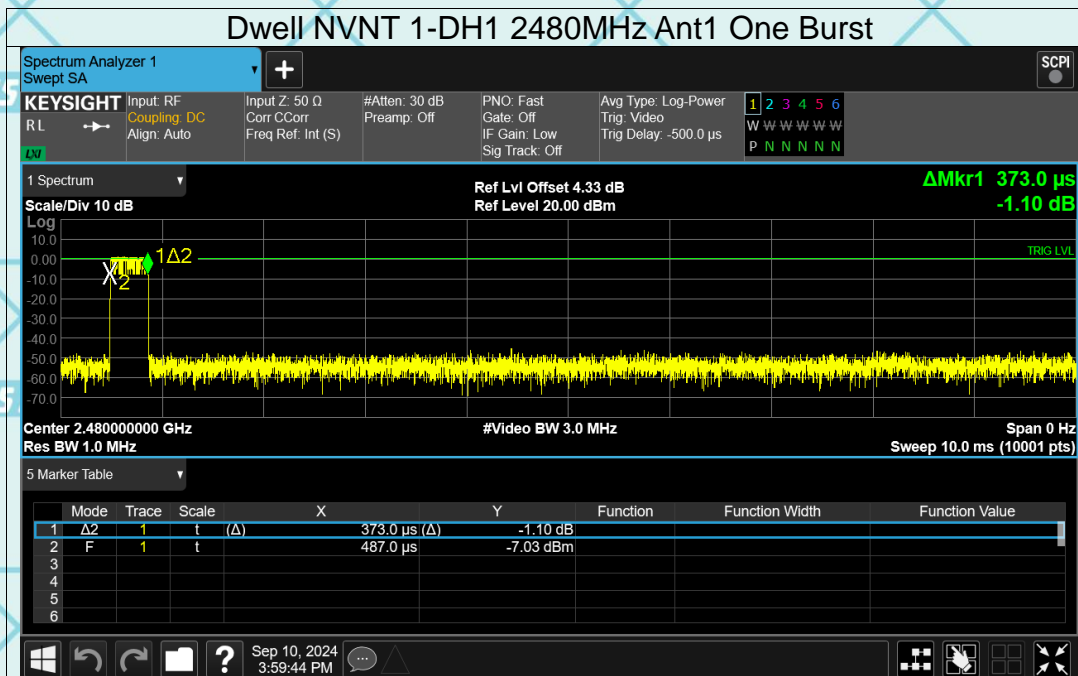 Dwell NVNT 1-DH1 2480MHz Ant1 One Burst
Spectrum Analyzer 1
Swept SA
+
SCPI
KEYSIGHT
R L
LXI
Input: RF
Coupling: DC
Align: Auto
Input Z: 50 Ω
Corr CCorr
Freq Ref: Int (S)
#Atten: 30 dB
Preamp: Off
PNO: Fast
Gate: Off
IF Gain: Low
Sig Track: Off
Avg Type: Log-Power
Trig: Video
Trig Delay: -500.0 µs
1 2 3 4 5 6
W W W W W W
P N N N N N
1 Spectrum
Scale/Div 10 dB
Ref Lvl Offset 4.33 dB
Ref Level 20.00 dBm
ΔMkr1 373.0 µs
-1.10 dB
Log
10.0
0.00
-10.0
-20.0
-30.0
-40.0
-50.0
-60.0
-70.0
1Δ2
2
TRIG LVL
Center 2.480000000 GHz
#Video BW 3.0 MHz
Span 0 Hz
Res BW 1.0 MHz
Sweep 10.0 ms (10001 pts)
5 Marker Table
Mode Trace Scale X Y Function Function Width Function Value
1 Δ2 1 t (Δ) 373.0 µs (Δ) -1.10 dB
2 F 1 t 487.0 µs -7.03 dBm
3
4
5
6
?
Sep 10, 2024
3:59:44 PM